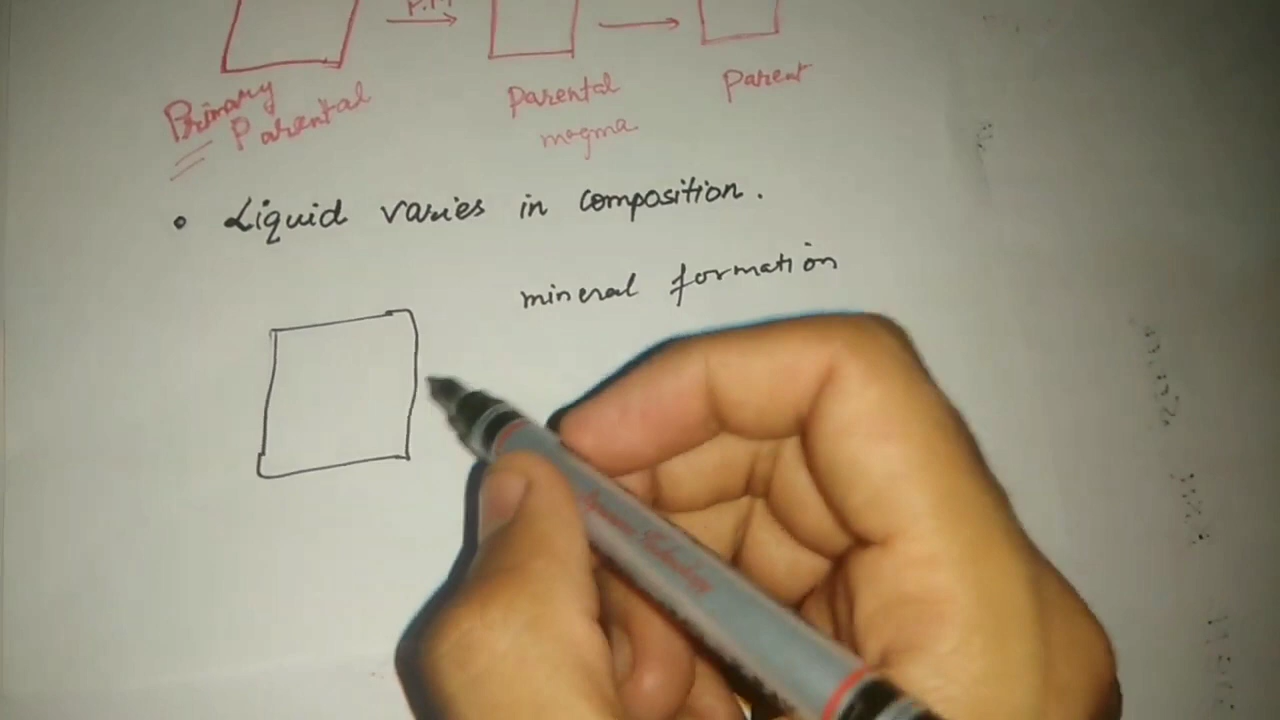 P.M
Primary
Parental
Parental
magma
Parent
• Liquid varies in composition.
mineral formation